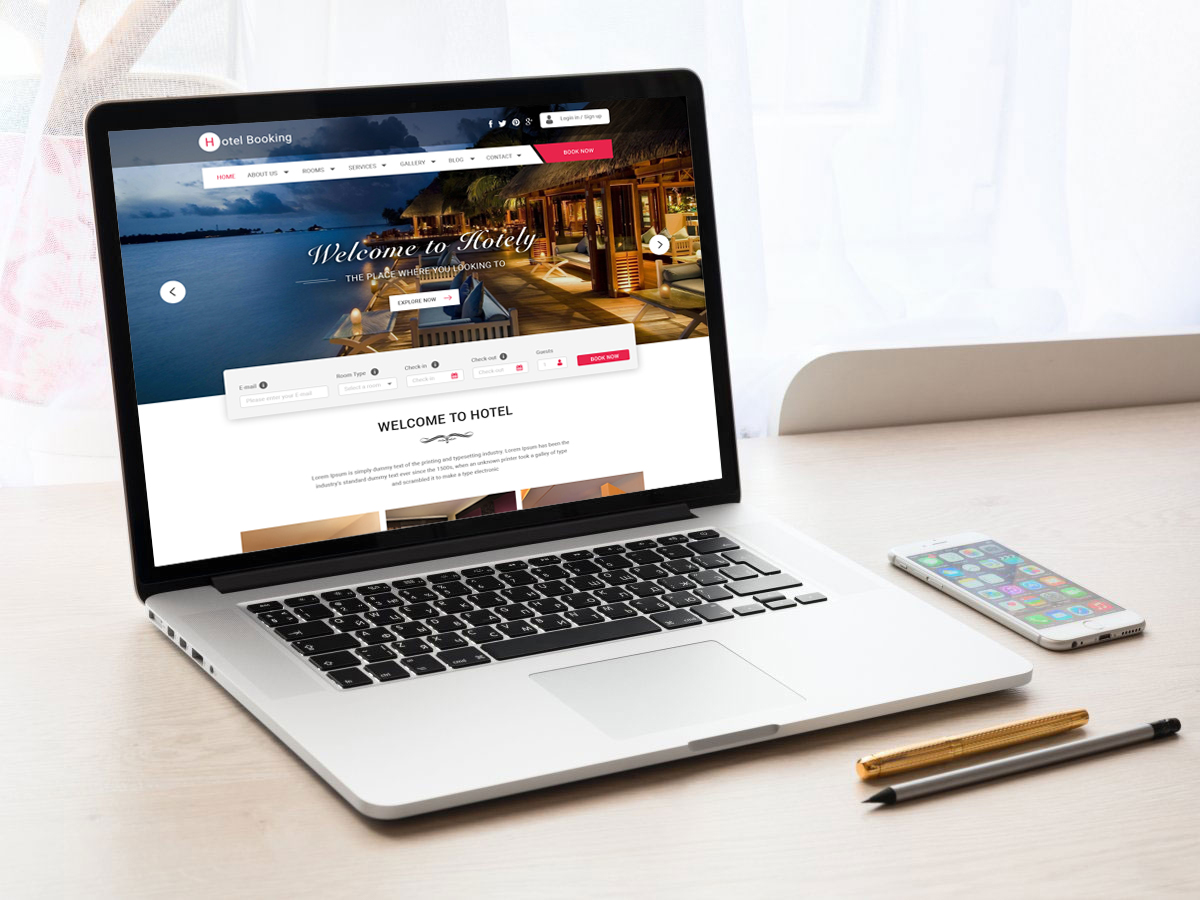 Hotel Booking
Login in / Sign up
HOME ABOUT US ROOMS SERVICES GALLERY BLOG CONTACT BOOK NOW
Welcome to Hotely
THE PLACE WHERE YOU LOOKING TO
EXPLORE NOW
E-mail Room Type Check in Check out Guests
Please enter your E-mail Select a room Check in Check out 1 BOOK NOW
WELCOME TO HOTEL
Lorem Ipsum is simply dummy text of the printing and typesetting industry. Lorem Ipsum has been the
industry's standard dummy text ever since the 1500s, when an unknown printer took a galley of type
and scrambled it to make a type electronic